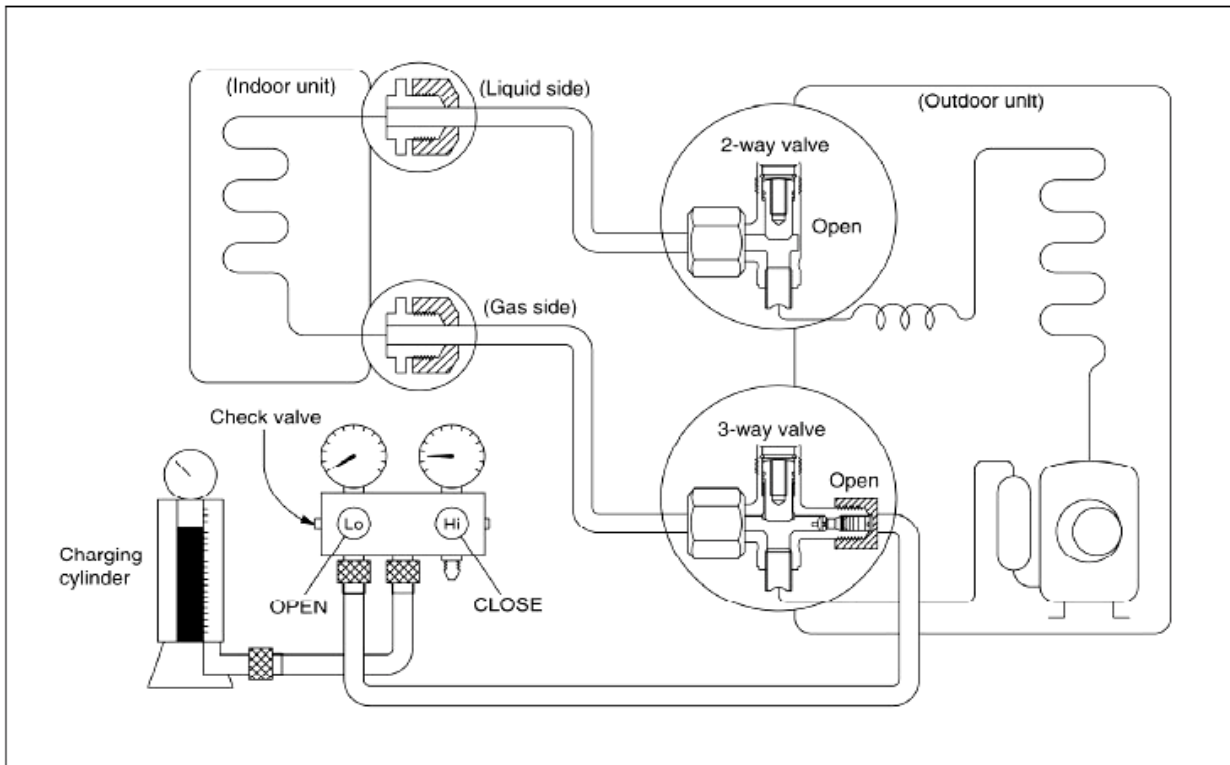 (Indoor unit)
(Liquid side)
(Outdoor unit)
2-way valve
Open
(Gas side)
Check valve
3-way valve
Open
Lo
Hi
Charging
cylinder
OPEN
CLOSE